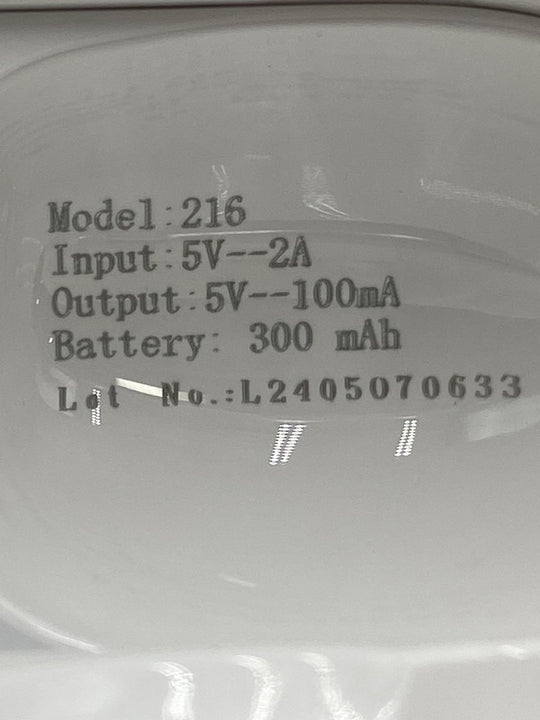 Model:216
Input:5V--2A
Output:5V--100mA
Battery: 300 mAh
Lot No.:L2405070633